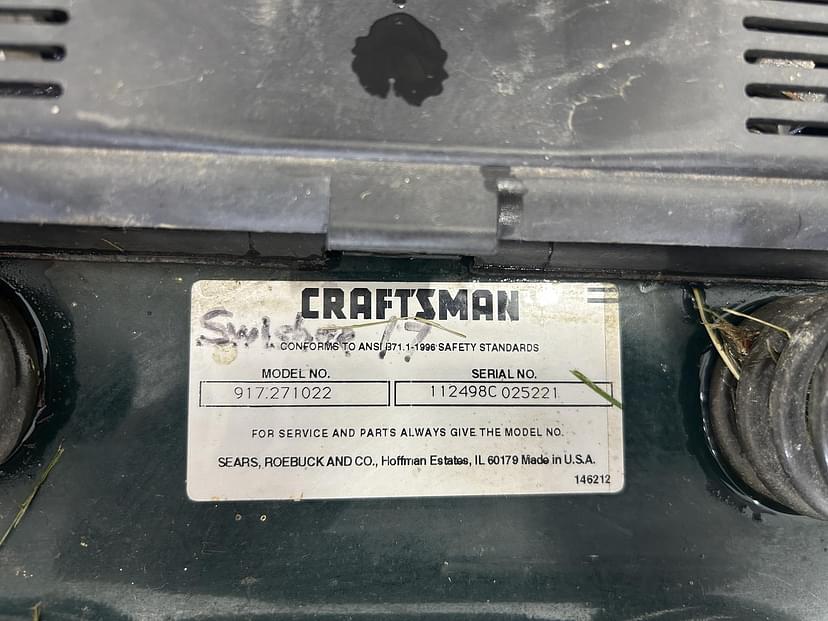 CRAFTSMAN
17
CONFORMS TO ANSI B71.1-1996 SAFETY STANDARDS
MODEL NO. SERIAL NO.
917.271022 112498C 025221
FOR SERVICE AND PARTS ALWAYS GIVE THE MODEL NO.
SEARS, ROEBUCK AND CO., Hoffman Estates, IL 60179 Made in U.S.A.
146212